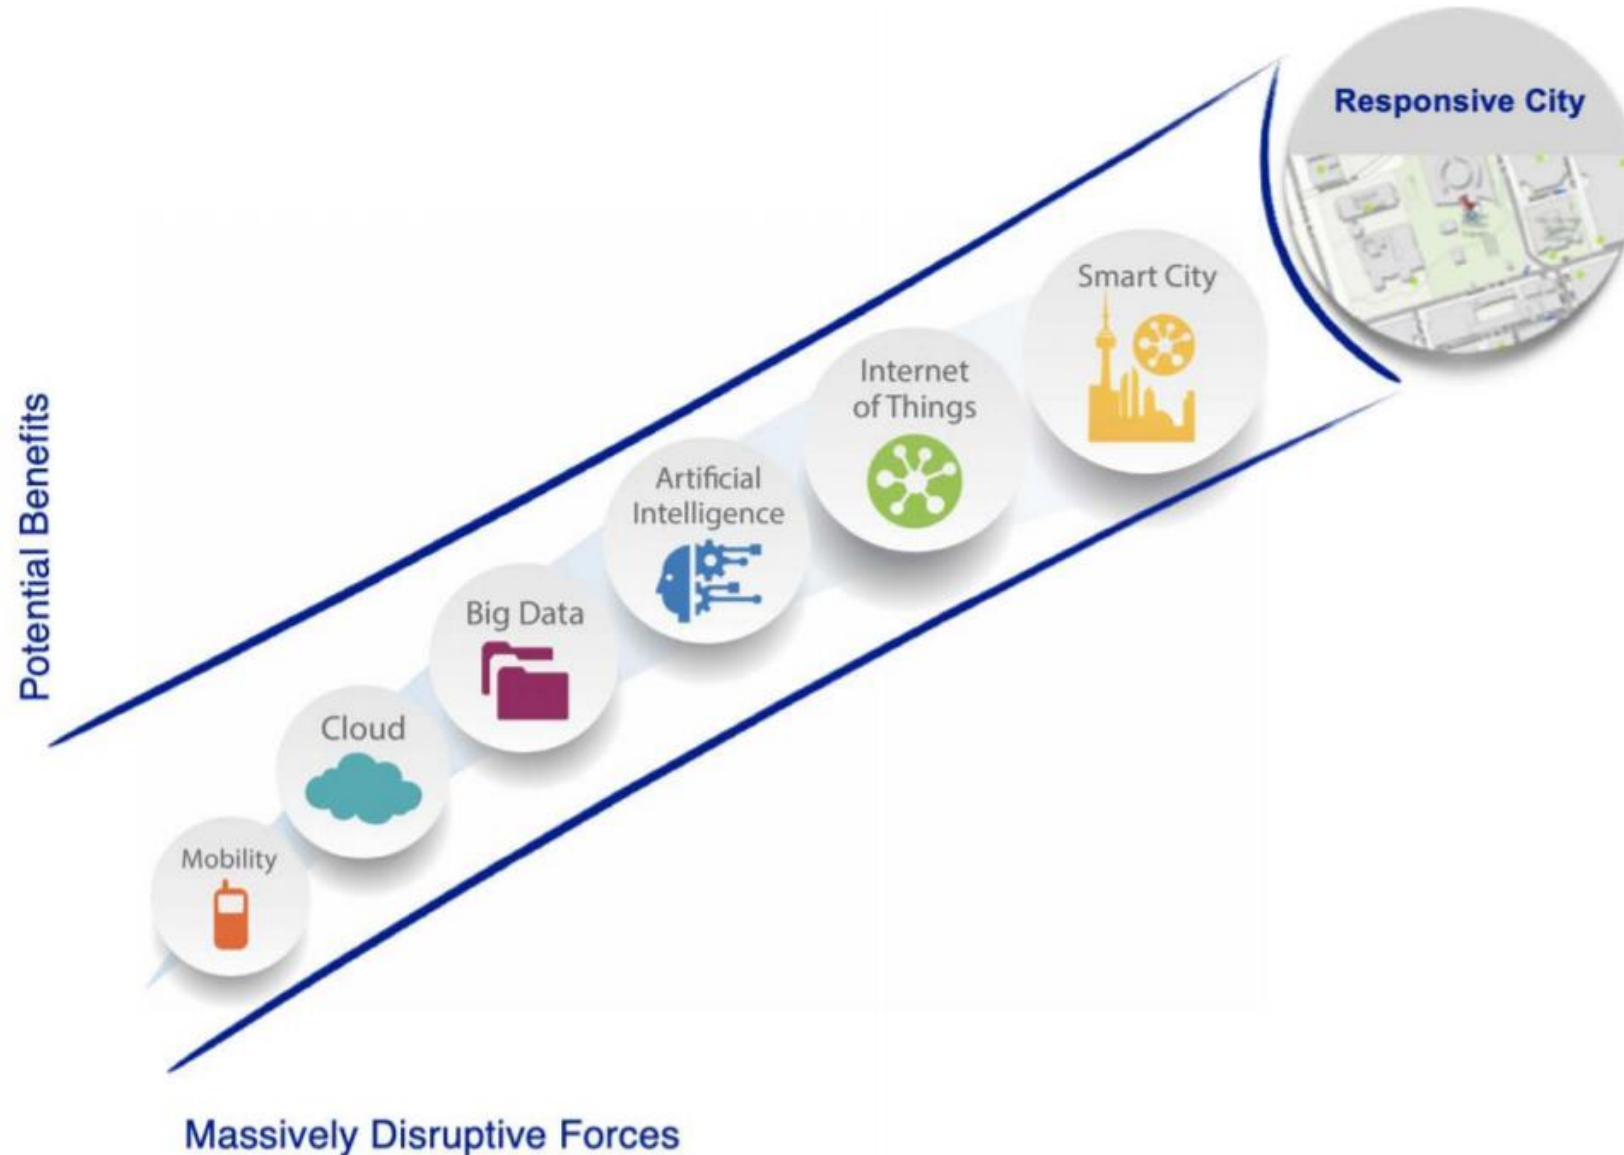 Responsive City
Smart City
Internet
of Things
Artificial
Intelligence
Big Data
Cloud
Mobility
Potential Benefits
Massively Disruptive Forces